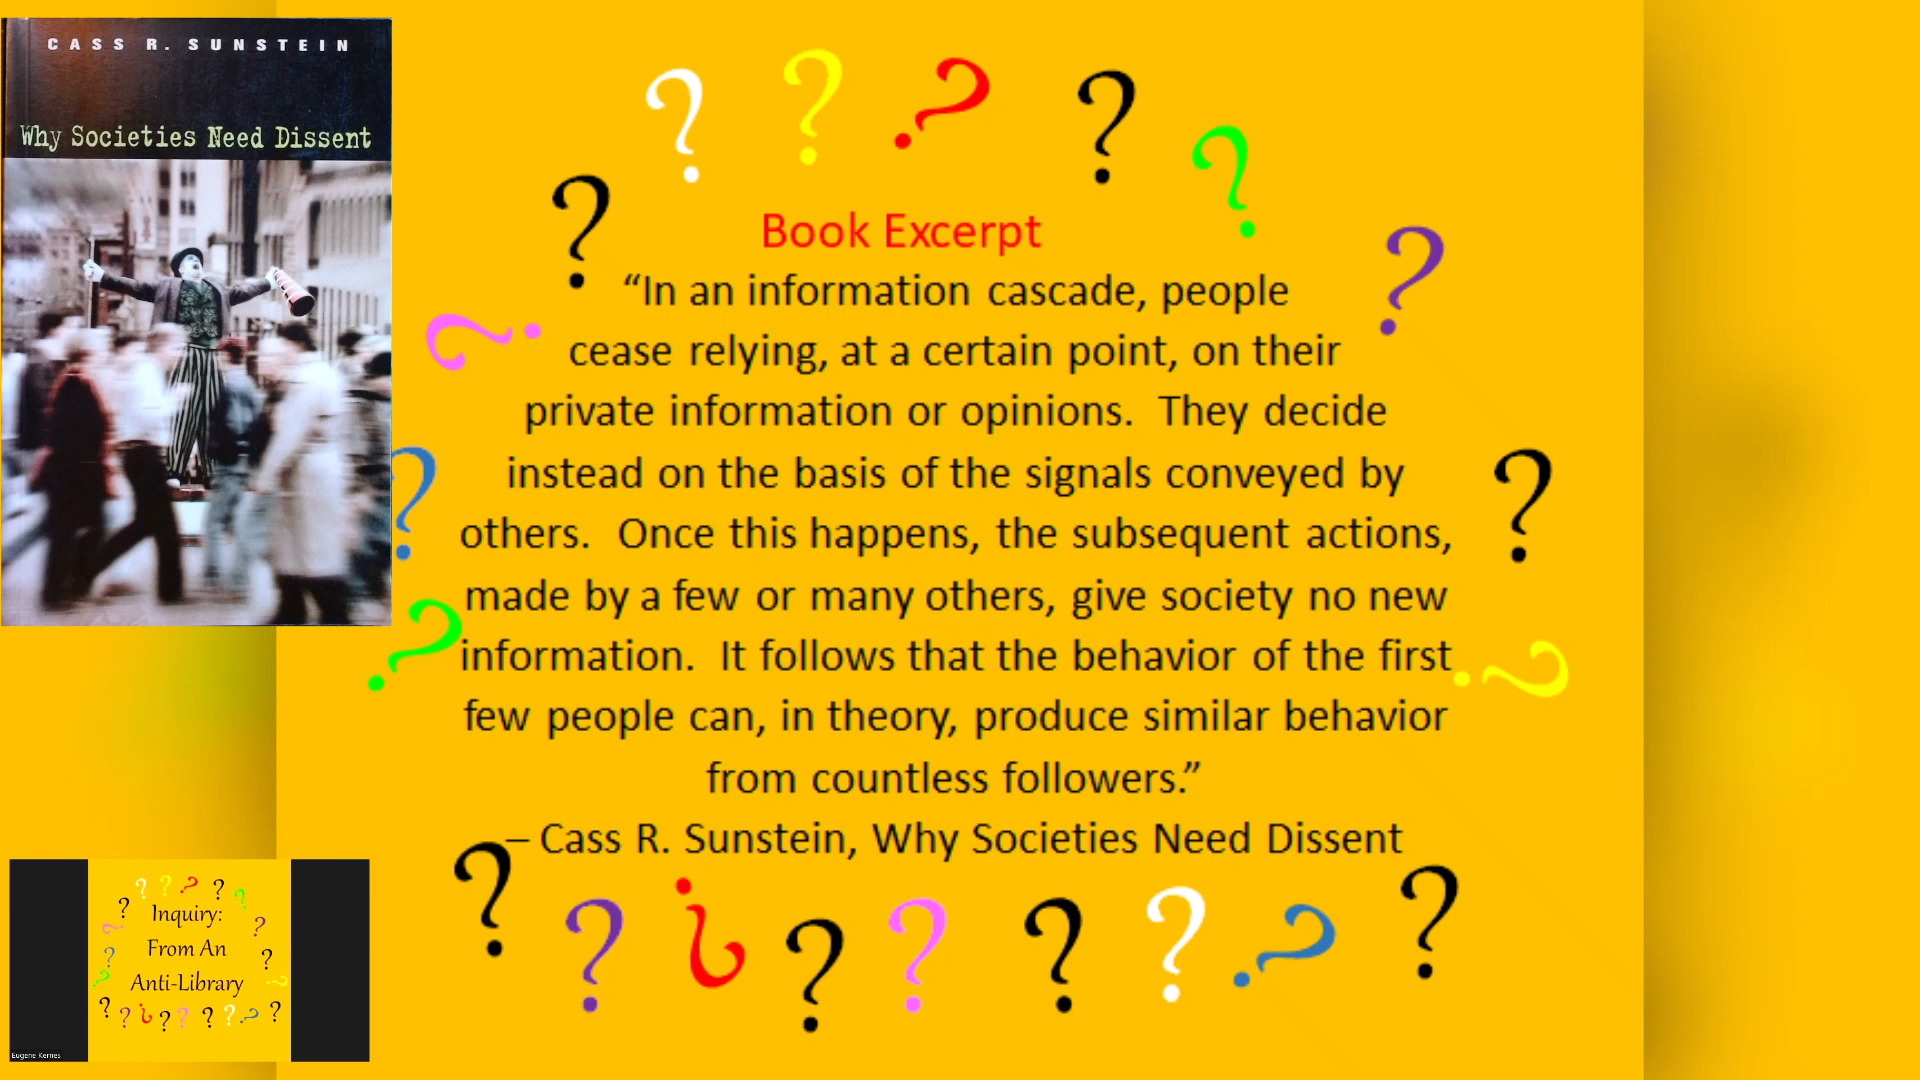 CASS R. SUNSTEIN
Why Societies Need Dissent
Book Excerpt
“In an information cascade, people
cease relying, at a certain point, on their
private information or opinions.  They decide
instead on the basis of the signals conveyed by
others.  Once this happens, the subsequent actions,
made by a few or many others, give society no new
information.  It follows that the behavior of the first
few people can, in theory, produce similar behavior
from countless followers.”
– Cass R. Sunstein, Why Societies Need Dissent
Inquiry:
From An
Anti-Library
Eugene Kernes